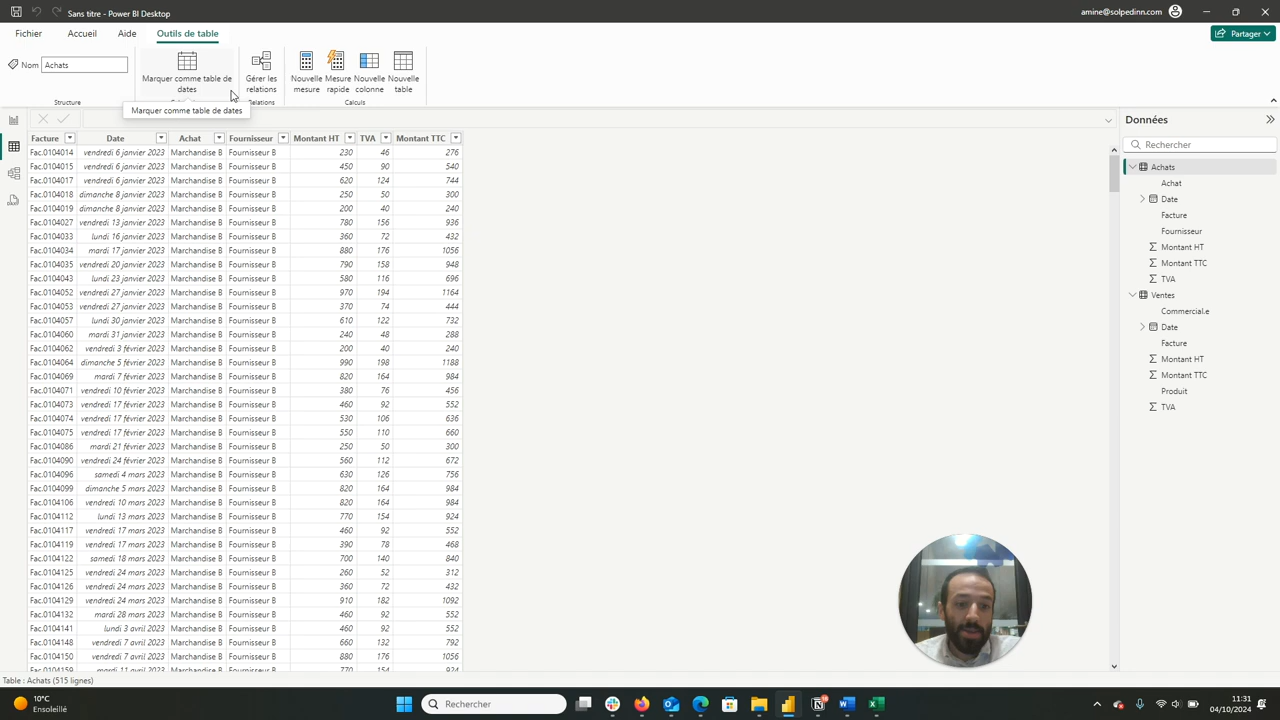 Sans titre - Power BI Desktop
amine@solpedinn.com
Fichier Accueil Aide Outils de table
Partager
Nom Achats
Marquer comme table de dates
Gérer les relations
Nouvelle mesure
Mesure rapide
Nouvelle colonne
Nouvelle table
Structure
Relations
Calculs
Marquer comme table de dates
Facture Date Achat Fournisseur Montant HT TVA Montant TTC
Fac.0104014 vendredi 6 janvier 2023 Marchandise B Fournisseur B 230 46 276
Fac.0104015 vendredi 6 janvier 2023 Marchandise B Fournisseur B 450 90 540
Fac.0104017 vendredi 6 janvier 2023 Marchandise B Fournisseur B 620 124 744
Fac.0104018 dimanche 8 janvier 2023 Marchandise B Fournisseur B 250 50 300
Fac.0104019 dimanche 8 janvier 2023 Marchandise B Fournisseur B 200 40 240
Fac.0104027 vendredi 13 janvier 2023 Marchandise B Fournisseur B 780 156 936
Fac.0104033 lundi 16 janvier 2023 Marchandise B Fournisseur B 360 72 432
Fac.0104034 mardi 17 janvier 2023 Marchandise B Fournisseur B 880 176 1056
Fac.0104035 vendredi 20 janvier 2023 Marchandise B Fournisseur B 790 158 948
Fac.0104043 lundi 23 janvier 2023 Marchandise B Fournisseur B 580 116 696
Fac.0104052 vendredi 27 janvier 2023 Marchandise B Fournisseur B 970 194 1164
Fac.0104053 vendredi 27 janvier 2023 Marchandise B Fournisseur B 370 74 444
Fac.0104057 lundi 30 janvier 2023 Marchandise B Fournisseur B 610 122 732
Fac.0104060 mardi 31 janvier 2023 Marchandise B Fournisseur B 240 48 288
Fac.0104062 vendredi 3 février 2023 Marchandise B Fournisseur B 200 40 240
Fac.0104064 dimanche 5 février 2023 Marchandise B Fournisseur B 990 198 1188
Fac.0104069 mardi 7 février 2023 Marchandise B Fournisseur B 820 164 984
Fac.0104071 vendredi 10 février 2023 Marchandise B Fournisseur B 380 76 456
Fac.0104073 vendredi 17 février 2023 Marchandise B Fournisseur B 460 92 552
Fac.0104074 vendredi 17 février 2023 Marchandise B Fournisseur B 530 106 636
Fac.0104075 vendredi 17 février 2023 Marchandise B Fournisseur B 550 110 660
Fac.0104086 mardi 21 février 2023 Marchandise B Fournisseur B 250 50 300
Fac.0104090 vendredi 24 février 2023 Marchandise B Fournisseur B 560 112 672
Fac.0104096 samedi 4 mars 2023 Marchandise B Fournisseur B 630 126 756
Fac.0104099 dimanche 5 mars 2023 Marchandise B Fournisseur B 820 164 984
Fac.0104106 vendredi 10 mars 2023 Marchandise B Fournisseur B 820 164 984
Fac.0104112 lundi 13 mars 2023 Marchandise B Fournisseur B 770 154 924
Fac.0104117 vendredi 17 mars 2023 Marchandise B Fournisseur B 460 92 552
Fac.0104119 vendredi 17 mars 2023 Marchandise B Fournisseur B 390 78 468
Fac.0104122 samedi 18 mars 2023 Marchandise B Fournisseur B 700 140 840
Fac.0104125 vendredi 24 mars 2023 Marchandise B Fournisseur B 260 52 312
Fac.0104126 vendredi 24 mars 2023 Marchandise B Fournisseur B 360 72 432
Fac.0104129 vendredi 24 mars 2023 Marchandise B Fournisseur B 910 182 1092
Fac.0104132 mardi 28 mars 2023 Marchandise B Fournisseur B 460 92 552
Fac.0104141 lundi 3 avril 2023 Marchandise B Fournisseur B 460 92 552
Fac.0104148 vendredi 7 avril 2023 Marchandise B Fournisseur B 660 132 792
Fac.0104150 vendredi 7 avril 2023 Marchandise B Fournisseur B 880 176 1056
Fac.0104159 mardi 11 avril 2023 Marchandise B Fournisseur B 770 154 924
Table : Achats (515 lignes)
Données
Rechercher
Achats
Achat
Date
Facture
Fournisseur
Montant HT
Montant TTC
TVA
Ventes
Commercial.e
Date
Facture
Montant HT
Montant TTC
Produit
TVA
10°C
Ensoleillé
Rechercher
11:31
04/10/2024